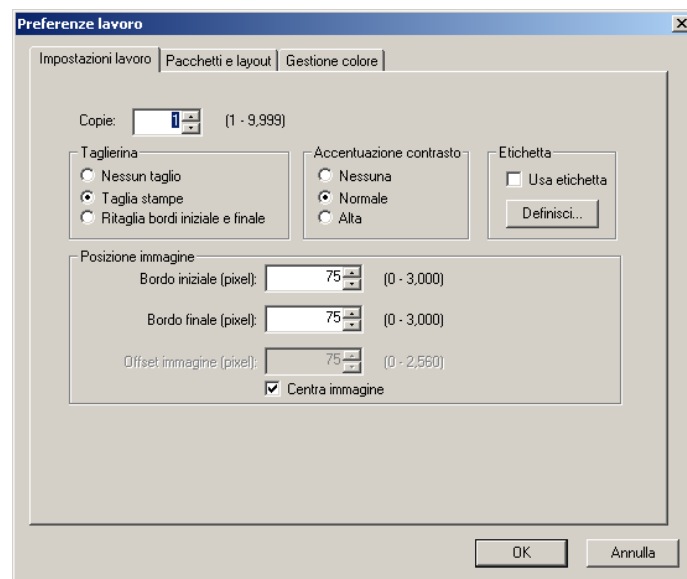 Preferenze lavoro
Impostazioni lavoro Pacchetti e layout Gestione colore
Copie: 1 (1 - 9,999)
Taglierina
Nessun taglio
Taglia stampe
Ritaglia bordi iniziale e finale
Accentuazione contrasto
Nessuna
Normale
Alta
Etichetta
Usa etichetta
Definisci...
Posizione immagine
Bordo iniziale (pixel): 75 (0 - 3,000)
Bordo finale (pixel): 75 (0 - 3,000)
Offset immagine (pixel): 75 (0 - 2,560)
Centra immagine
OK Annulla